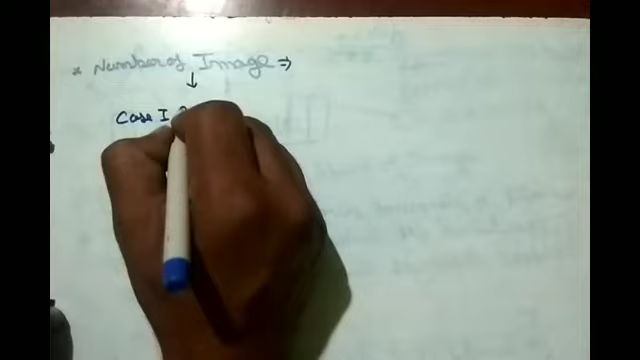 * Number of Image ⇒
↓
Case I